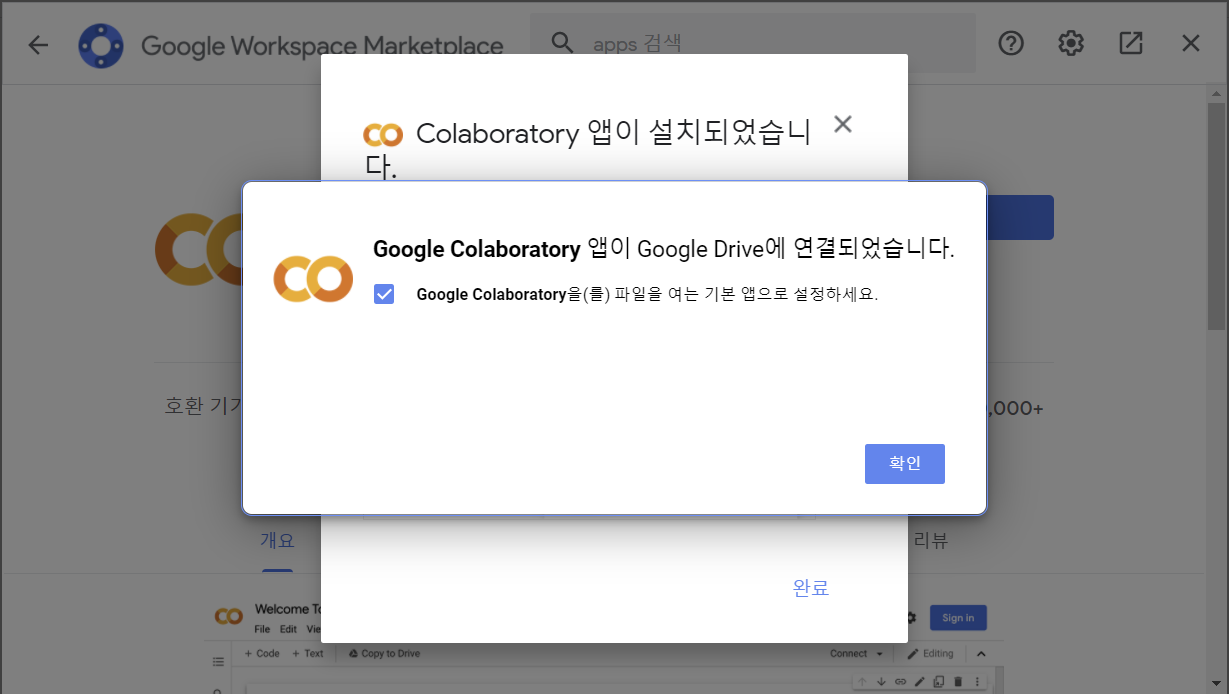 Google Workspace Marketplace
apps 검색
Colaboratory 앱이 설치되었습니
다.
Google Colaboratory 앱이 Google Drive에 연결되었습니다.
Google Colaboratory을(를) 파일을 여는 기본 앱으로 설정하세요.
호환 기기
,000+
확인
개요
리뷰
완료
Welcome To
File Edit Vie
Sign in
+ Code + Text Copy to Drive
Connect
Editing